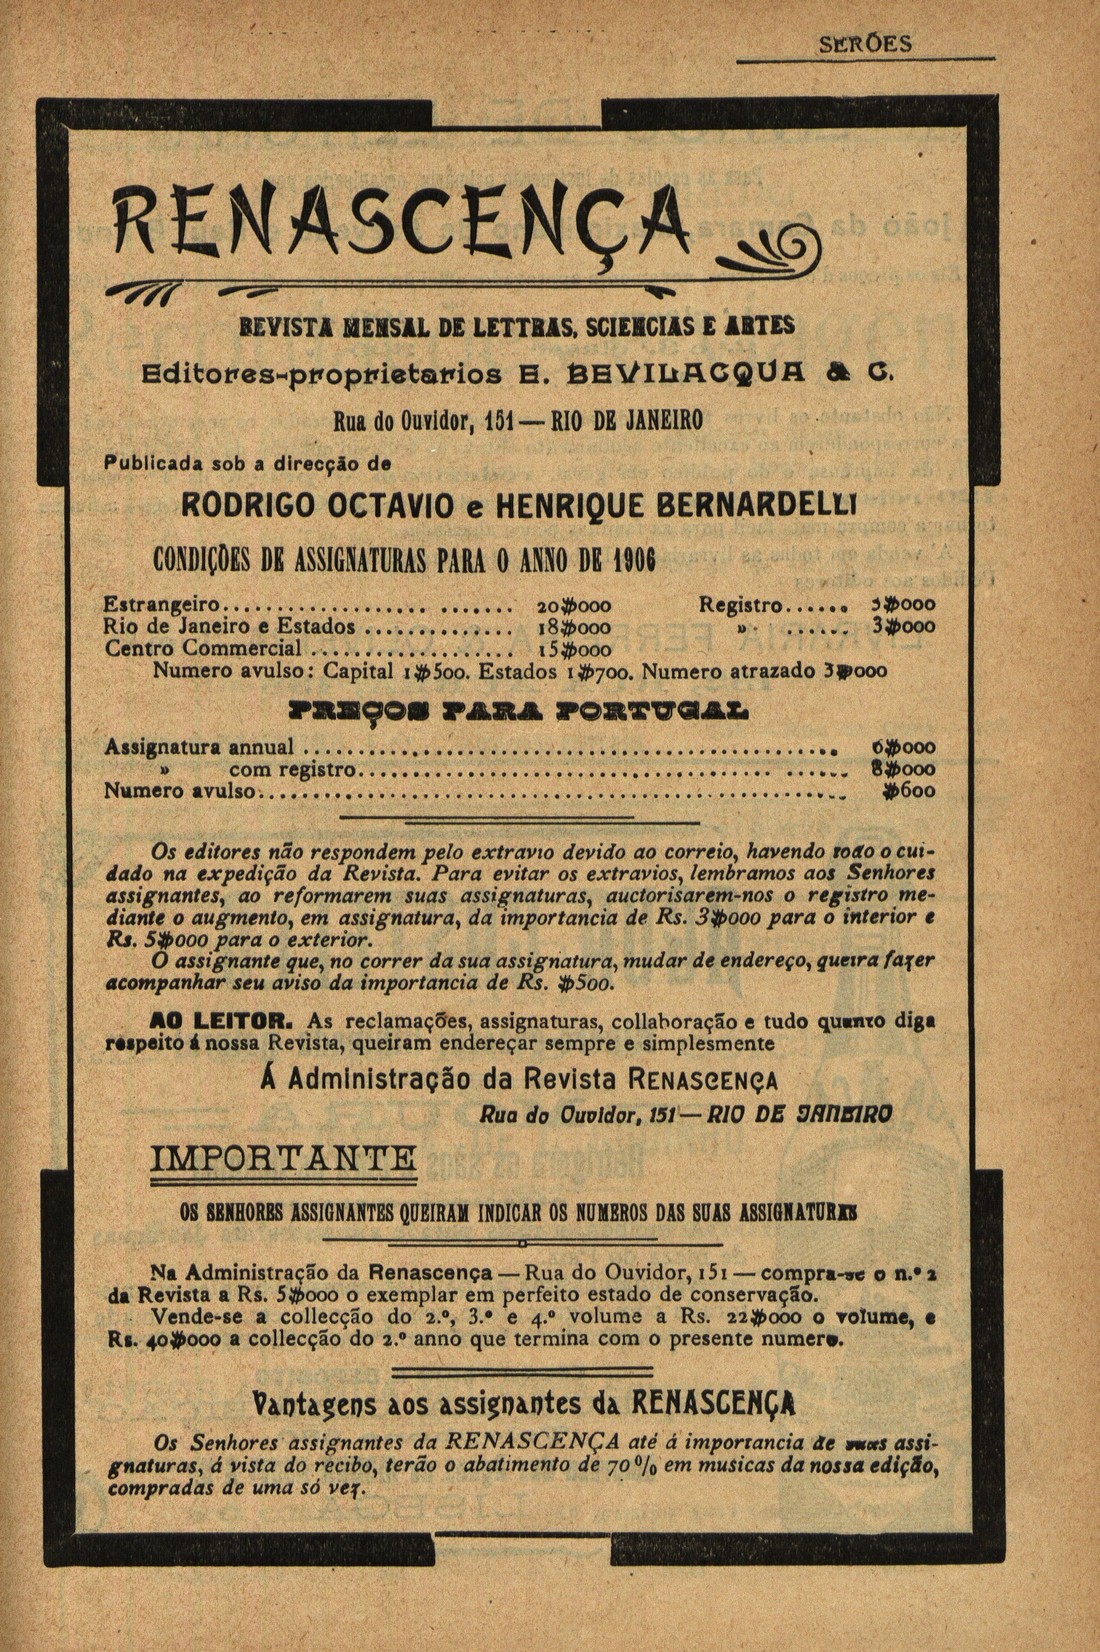 SERÕES
RENASCENÇA
REVISTA MENSAL DE LETTRAS, SCIENCIAS E ARTES
Editores-proprietarios E. BEVILACQUA & C.
Rua do Ouvidor, 151 — RIO DE JANEIRO
Publicada sob a direcção de
RODRIGO OCTAVIO e HENRIQUE BERNARDELLI
CONDIÇÕES DE ASSIGNATURAS PARA O ANNO DE 1906
Estrangeiro.................. ....... 20$000 Registro...... 5$000
Rio de Janeiro e Estados ............. 18$000 » ...... 3$000
Centro Commercial .................. 15$000
Numero avulso: Capital 1$500. Estados 1$700. Numero atrazado 3$000
PREÇOS PARA PORTUGAL
Assignatura annual ............................................... 6$000
» com registro..................................... ...... 8$000
Numero avulso..................................................... $600
Os editores não respondem pelo extravio devido ao correio, havendo todo o cui-
dado na expedição da Revista. Para evitar os extravios, lembramos aos Senhores
assignantes, ao reformarem suas assignaturas, auctorisarem-nos o registro me-
diante o augmento, em assignatura, da importancia de Rs. 3$000 para o interior e
Rs. 5$000 para o exterior.
O assignante que, no correr da sua assignatura, mudar de endereço, queira fazer
acompanhar seu aviso da importancia de Rs. $500.
AO LEITOR. As reclamações, assignaturas, collaboração e tudo quanto diga
respeito á nossa Revista, queiram endereçar sempre e simplesmente
Á Administração da Revista RENASCENÇA
Rua do Ouvidor, 151 — RIO DE JANEIRO
IMPORTANTE
OS SENHORES ASSIGNANTES QUEIRAM INDICAR OS NUMEROS DAS SUAS ASSIGNATURAS
Na Administração da Renascença — Rua do Ouvidor, 151 — compra-se o n.º 2
da Revista a Rs. 5$000 o exemplar em perfeito estado de conservação.
Vende-se a collecção do 2.º, 3.º e 4.º volume a Rs. 22$000 o volume, e
Rs. 40$000 a collecção do 2.º anno que termina com o presente numero.
Vantagens aos assignantes da RENASCENÇA
Os Senhores assignantes da RENASCENÇA até á importancia de suas assi-
gnaturas, á vista do recibo, terão o abatimento de 70% em musicas da nossa edição,
compradas de uma só vez.